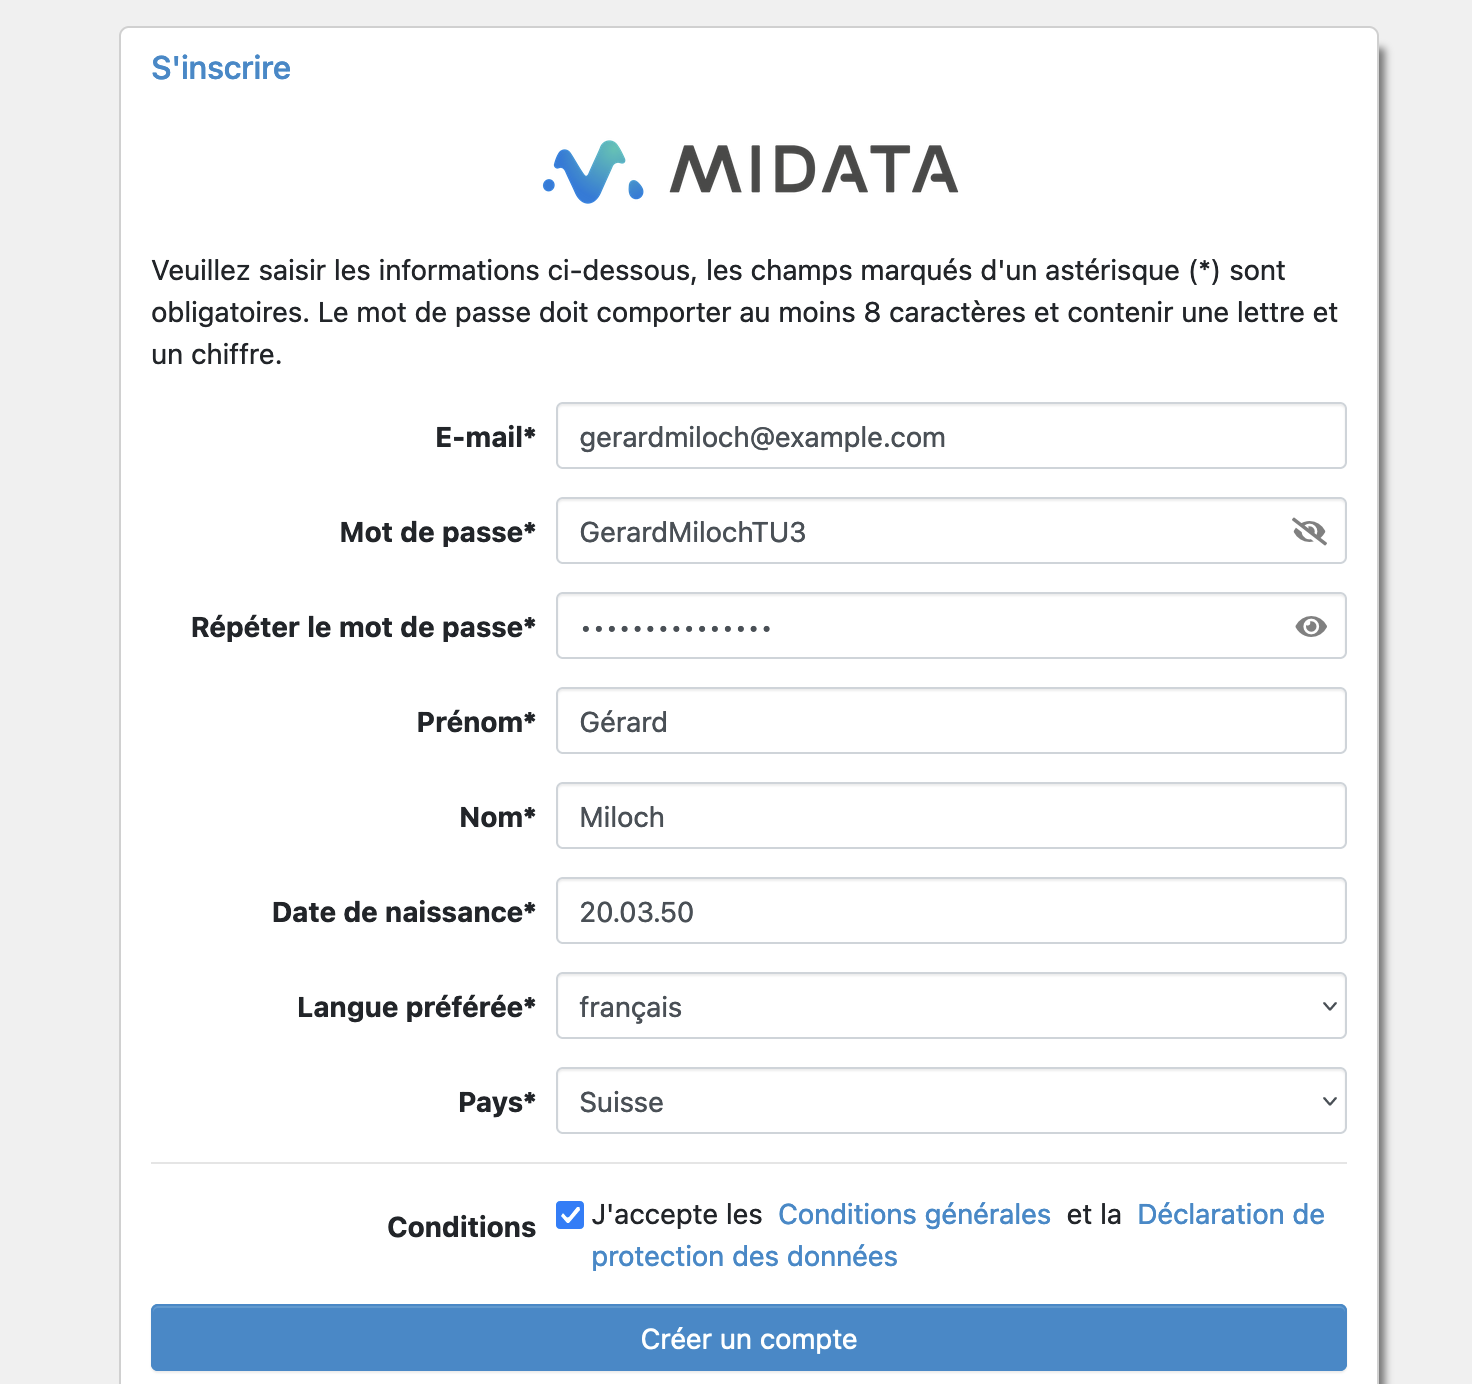 S'inscrire
MIDATA
Veuillez saisir les informations ci-dessous, les champs marqués d'un astérisque (*) sont
obligatoires. Le mot de passe doit comporter au moins 8 caractères et contenir une lettre et
un chiffre.
E-mail* gerardmiloch@example.com
Mot de passe* GerardMilochTU3
Répéter le mot de passe* •••••••••••••••
Prénom* Gérard
Nom* Miloch
Date de naissance* 20.03.50
Langue préférée* français
Pays* Suisse
Conditions J'accepte les Conditions générales et la Déclaration de
protection des données
Créer un compte